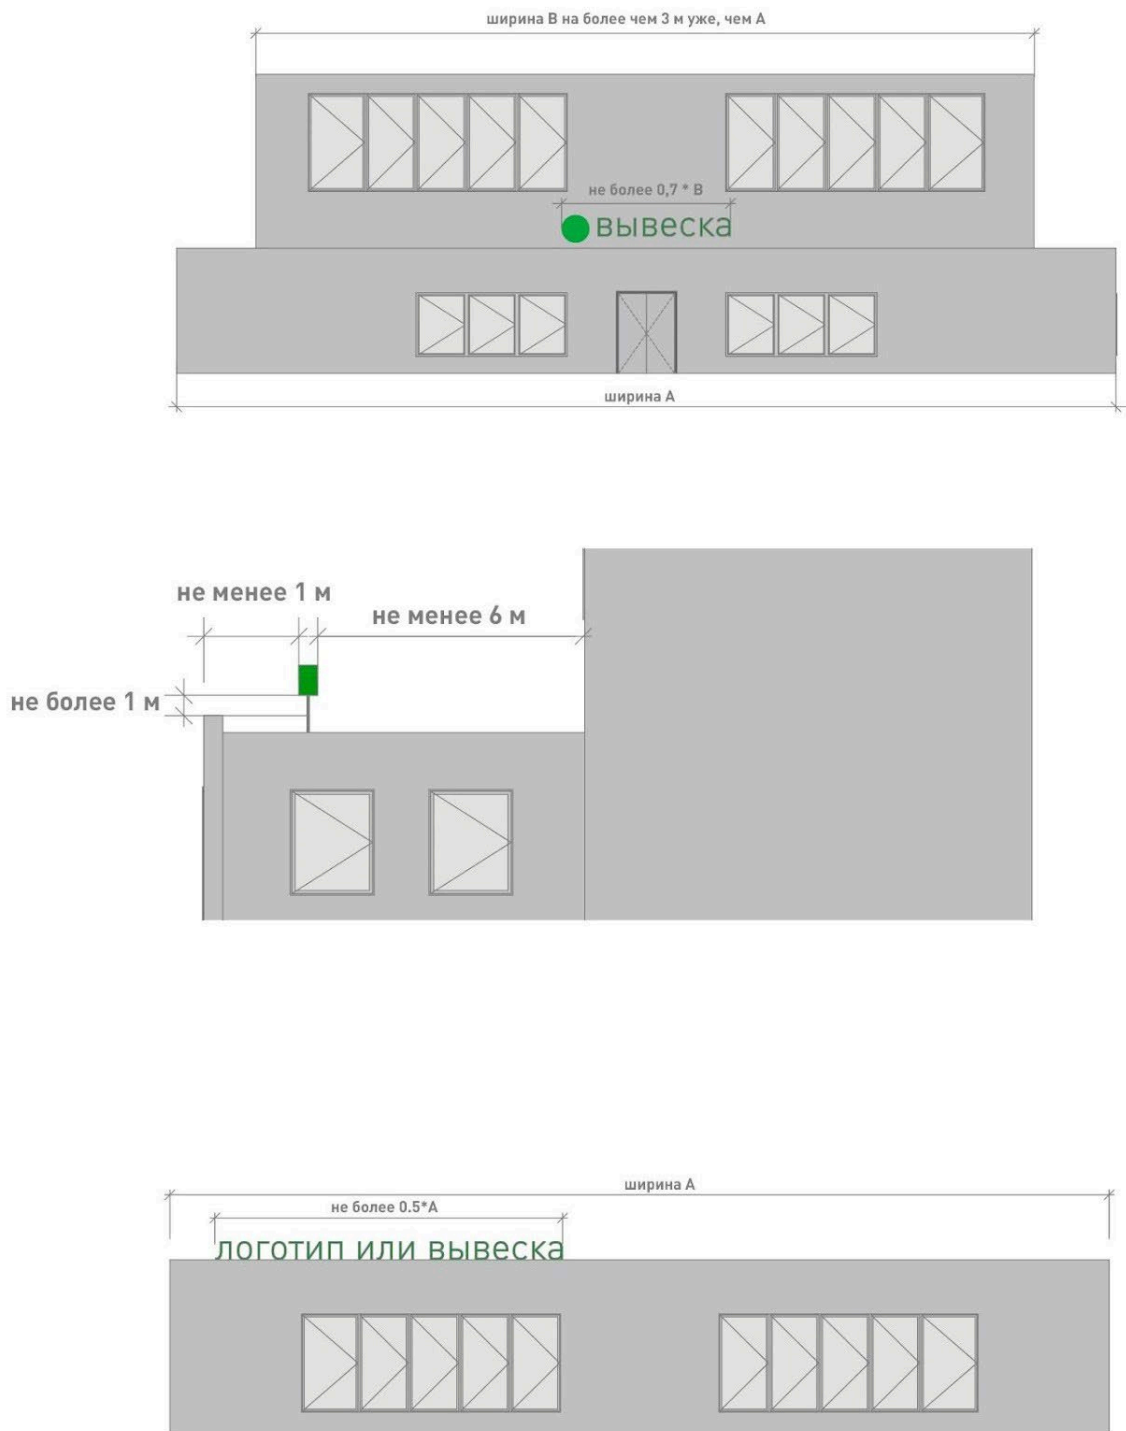 ширина B на более чем 3 м уже, чем A
не более 0,7 * B
вывеска
ширина A
не менее 1 м
не менее 6 м
не более 1 м
ширина A
не более 0.5*A
логотип или вывеска